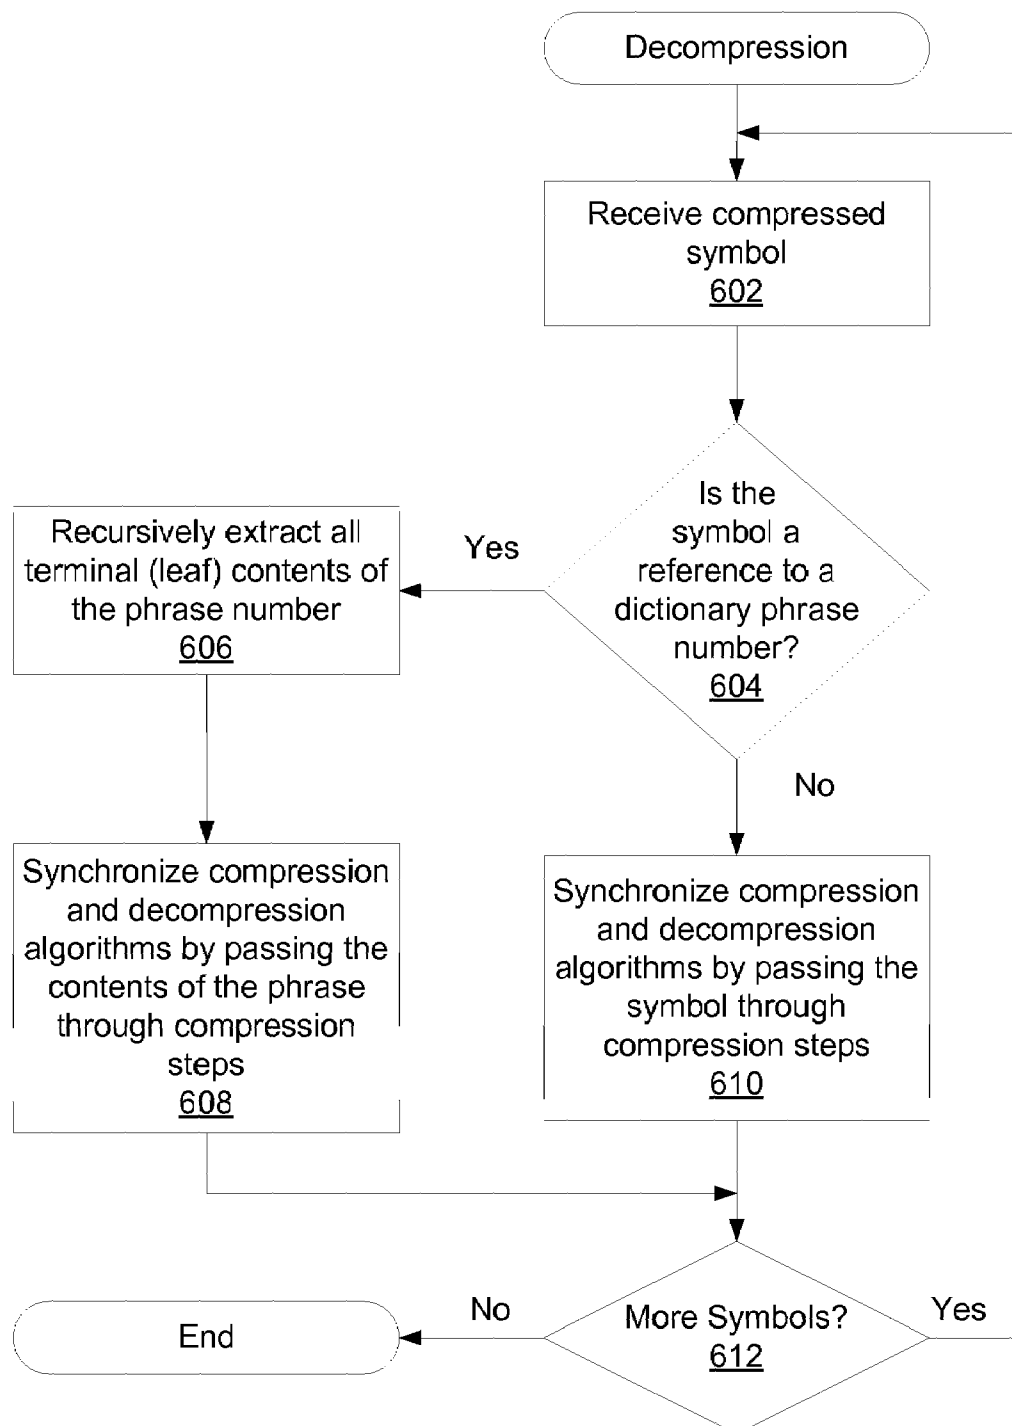 Decompression
Receive compressed
symbol
602
Is the
symbol a
reference to a
dictionary phrase
number?
604
Yes
Recursively extract all
terminal (leaf) contents of
the phrase number
606
No
Synchronize compression
and decompression
algorithms by passing the
contents of the phrase
through compression
steps
608
Synchronize compression
and decompression
algorithms by passing the
symbol through
compression steps
610
More Symbols?
612
No
Yes
End